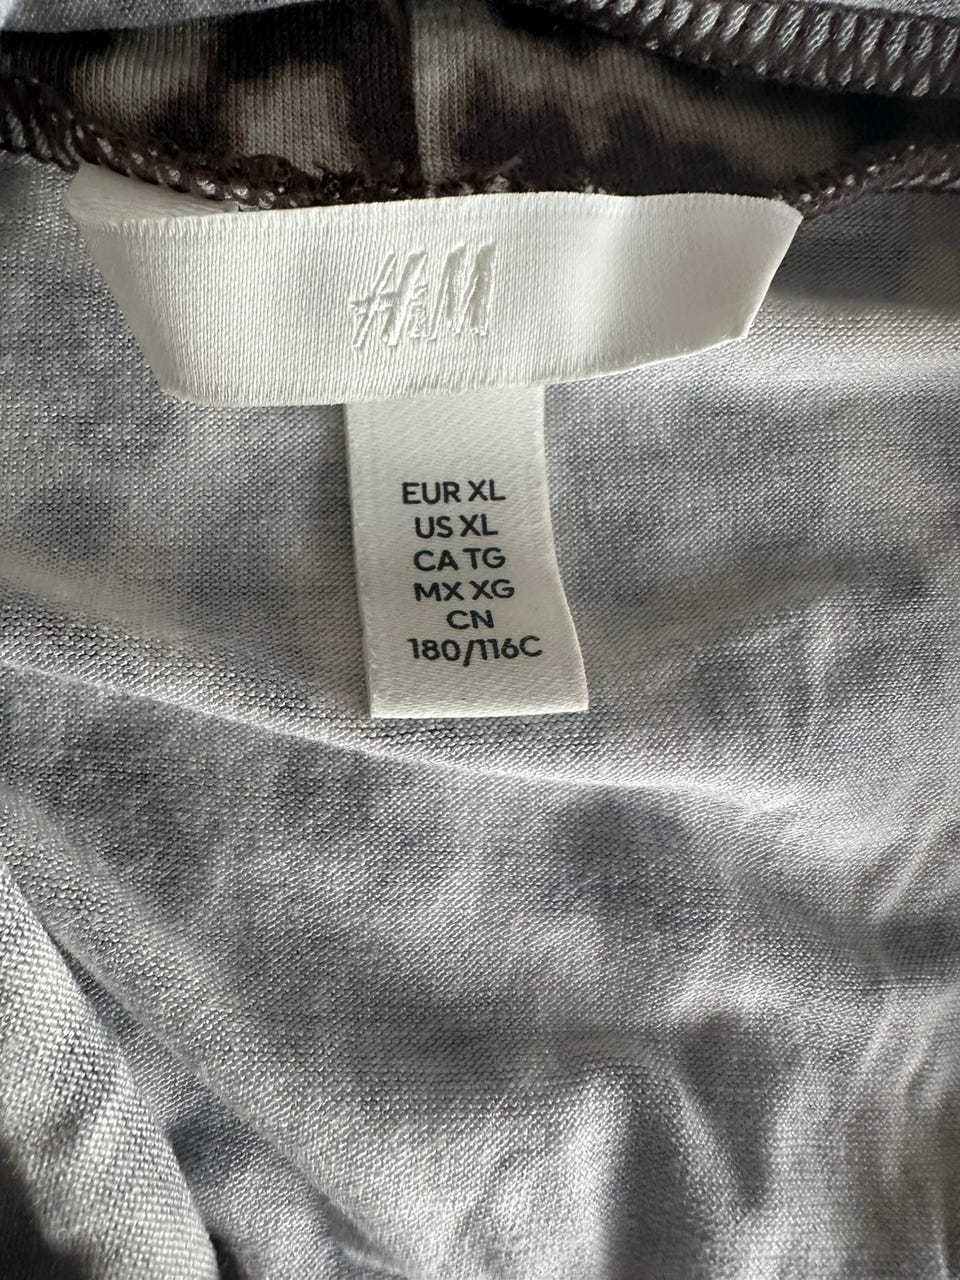 H&M
EUR XL
US XL
CA TG
MX XG
CN
180/116C